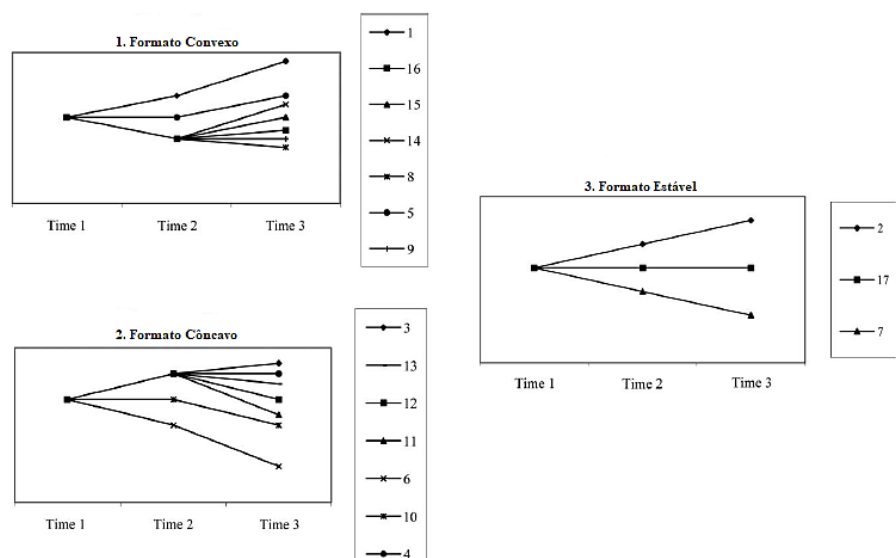 1. Formato Convexo
Time 1
Time 2
Time 3
1
16
15
14
8
5
9
2. Formato Côncavo
Time 1
Time 2
Time 3
3
13
12
11
6
10
4
3. Formato Estável
Time 1
Time 2
Time 3
2
17
7